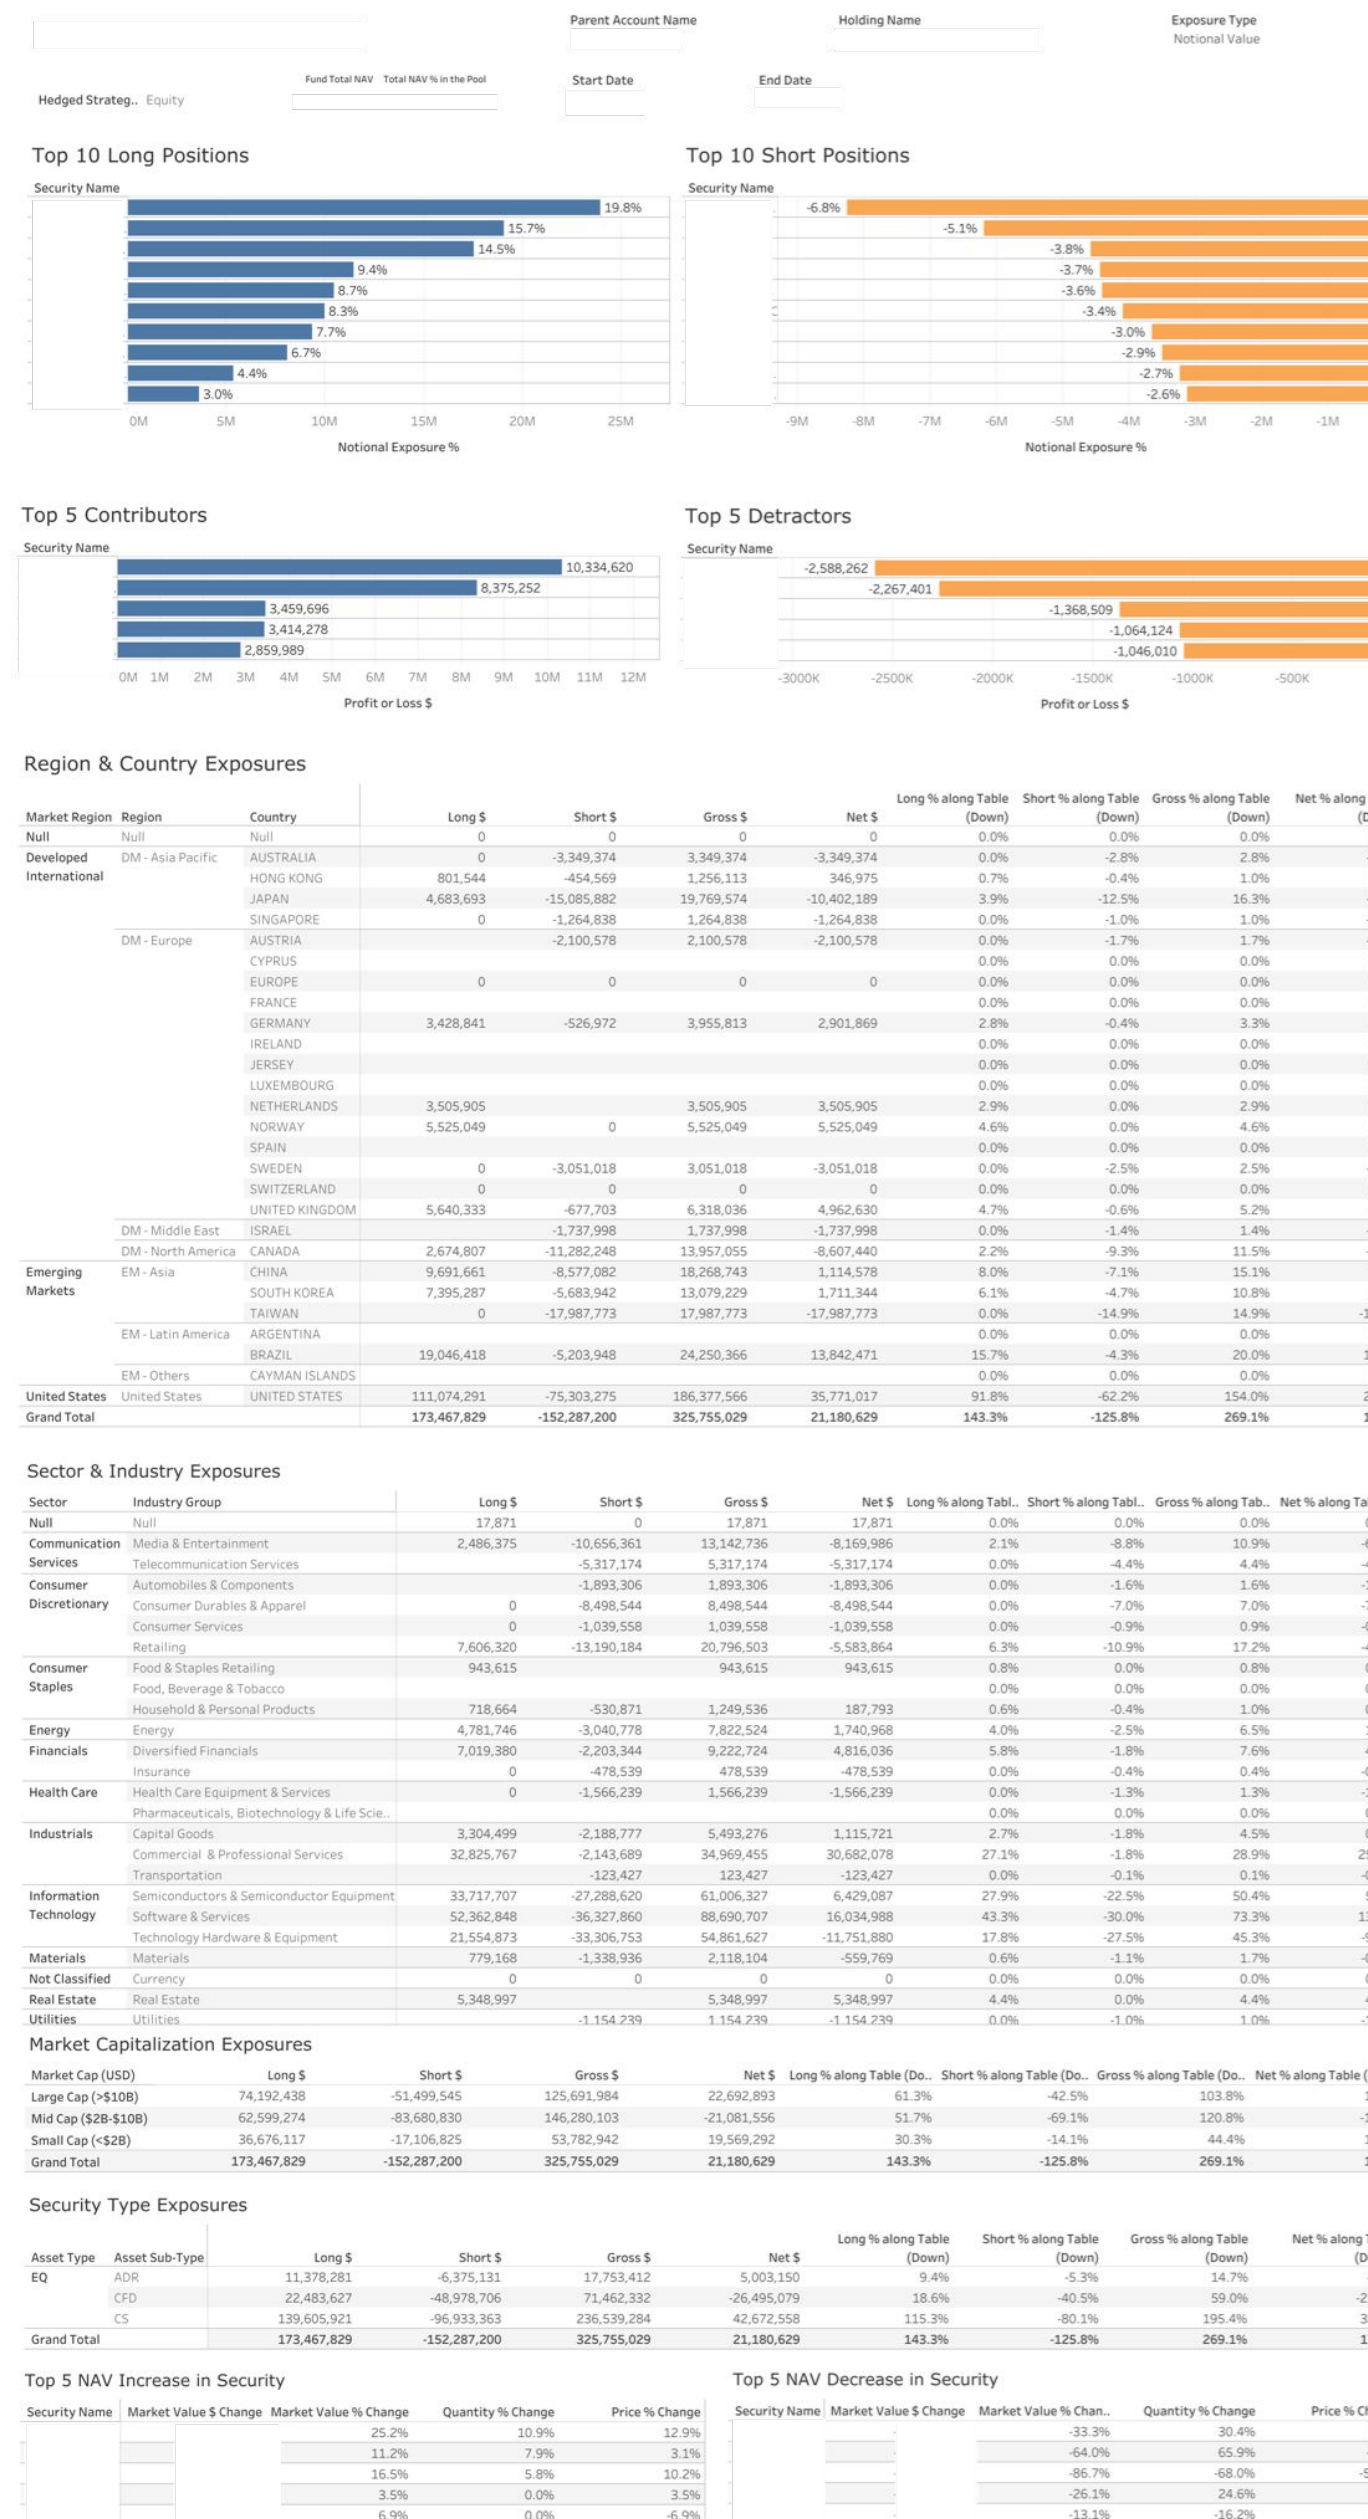 Parent Account Name Holding Name Exposure Type
Notional Value
Fund Total NAV Total NAV % in the Pool Start Date End Date
Hedged Strateg.. Equity
Top 10 Long Positions Top 10 Short Positions
Security Name Security Name
19.8% -6.8%
15.7% -5.1%
14.5% -3.8%
9.4% -3.7%
8.7% -3.6%
8.3% -3.4%
7.7% -3.0%
6.7% -2.9%
4.4% -2.7%
3.0% -2.6%
0M 5M 10M 15M 20M 25M -9M -8M -7M -6M -5M -4M -3M -2M -1M
Notional Exposure % Notional Exposure %
Top 5 Contributors Top 5 Detractors
Security Name Security Name
10,334,620 -2,588,262
8,375,252 -2,267,401
3,459,696 -1,368,509
3,414,278 -1,064,124
2,859,989 -1,046,010
0M 1M 2M 3M 4M 5M 6M 7M 8M 9M 10M 11M 12M -3000K -2500K -2000K -1500K -1000K -500K
Profit or Loss $ Profit or Loss $
Region & Country Exposures
Long % along Table Short % along Table Gross % along Table Net % along
Market Region Region Country Long $ Short $ Gross $ Net $ (Down) (Down) (Down)
Null Null Null 0 0 0 0 0.0% 0.0% 0.0%
Developed DM - Asia Pacific AUSTRALIA 0 -3,349,374 3,349,374 -3,349,374 0.0% -2.8% 2.8%
International HONG KONG 801,544 -454,569 1,256,113 346,975 0.7% -0.4% 1.0%
JAPAN 4,683,693 -15,085,882 19,769,574 -10,402,189 3.9% -12.5% 16.3%
SINGAPORE 0 -1,264,838 1,264,838 -1,264,838 0.0% -1.0% 1.0%
DM - Europe AUSTRIA -2,100,578 2,100,578 -2,100,578 0.0% -1.7% 1.7%
CYPRUS 0.0% 0.0% 0.0%
EUROPE 0 0 0 0 0.0% 0.0% 0.0%
FRANCE 0.0% 0.0% 0.0%
GERMANY 3,428,841 -526,972 3,955,813 2,901,869 2.8% -0.4% 3.3%
IRELAND 0.0% 0.0% 0.0%
JERSEY 0.0% 0.0% 0.0%
LUXEMBOURG 0.0% 0.0% 0.0%
NETHERLANDS 3,505,905 3,505,905 3,505,905 2.9% 0.0% 2.9%
NORWAY 5,525,049 0 5,525,049 5,525,049 4.6% 0.0% 4.6%
SPAIN 0.0% 0.0% 0.0%
SWEDEN 0 -3,051,018 3,051,018 -3,051,018 0.0% -2.5% 2.5%
SWITZERLAND 0 0 0 0 0.0% 0.0% 0.0%
UNITED KINGDOM 5,640,333 -677,703 6,318,036 4,962,630 4.7% -0.6% 5.2%
DM - Middle East ISRAEL -1,737,998 1,737,998 -1,737,998 0.0% -1.4% 1.4%
DM - North America CANADA 2,674,807 -11,282,248 13,957,055 -8,607,440 2.2% -9.3% 11.5%
Emerging EM - Asia CHINA 9,691,661 -8,577,082 18,268,743 1,114,578 8.0% -7.1% 15.1%
Markets SOUTH KOREA 7,395,287 -5,683,942 13,079,229 1,711,344 6.1% -4.7% 10.8%
TAIWAN 0 -17,987,773 17,987,773 -17,987,773 0.0% -14.9% 14.9%
EM - Latin America ARGENTINA 0.0% 0.0% 0.0%
BRAZIL 19,046,418 -5,203,948 24,250,366 13,842,471 15.7% -4.3% 20.0%
EM - Others CAYMAN ISLANDS 0.0% 0.0% 0.0%
United States United States UNITED STATES 111,074,291 -75,303,275 186,377,566 35,771,017 91.8% -62.2% 154.0%
Grand Total 173,467,829 -152,287,200 325,755,029 21,180,629 143.3% -125.8% 269.1%
Sector & Industry Exposures
Sector Industry Group Long $ Short $ Gross $ Net $ Long % along Tabl.. Short % along Tabl.. Gross % along Tab.. Net % along Ta
Null Null 17,871 0 17,871 17,871 0.0% 0.0% 0.0%
Communication Media & Entertainment 2,486,375 -10,656,361 13,142,736 -8,169,986 2.1% -8.8% 10.9%
Services Telecommunication Services -5,317,174 5,317,174 -5,317,174 0.0% -4.4% 4.4%
Consumer Automobiles & Components -1,893,306 1,893,306 -1,893,306 0.0% -1.6% 1.6%
Discretionary Consumer Durables & Apparel 0 -8,498,544 8,498,544 -8,498,544 0.0% -7.0% 7.0%
Consumer Services 0 -1,039,558 1,039,558 -1,039,558 0.0% -0.9% 0.9%
Retailing 7,606,320 -13,190,184 20,796,503 -5,583,864 6.3% -10.9% 17.2%
Consumer Food & Staples Retailing 943,615 943,615 943,615 0.8% 0.0% 0.8%
Staples Food, Beverage & Tobacco 0.0% 0.0% 0.0%
Household & Personal Products 718,664 -530,871 1,249,536 187,793 0.6% -0.4% 1.0%
Energy Energy 4,781,746 -3,040,778 7,822,524 1,740,968 4.0% -2.5% 6.5%
Financials Diversified Financials 7,019,380 -2,203,344 9,222,724 4,816,036 5.8% -1.8% 7.6%
Insurance 0 -478,539 478,539 -478,539 0.0% -0.4% 0.4%
Health Care Health Care Equipment & Services 0 -1,566,239 1,566,239 -1,566,239 0.0% -1.3% 1.3%
Pharmaceuticals, Biotechnology & Life Scie.. 0.0% 0.0% 0.0%
Industrials Capital Goods 3,304,499 -2,188,777 5,493,276 1,115,721 2.7% -1.8% 4.5%
Commercial & Professional Services 32,825,767 -2,143,689 34,969,455 30,682,078 27.1% -1.8% 28.9%
Transportation -123,427 123,427 -123,427 0.0% -0.1% 0.1%
Information Semiconductors & Semiconductor Equipment 33,717,707 -27,288,620 61,006,327 6,429,087 27.9% -22.5% 50.4%
Technology Software & Services 52,362,848 -36,327,860 88,690,707 16,034,988 43.3% -30.0% 73.3%
Technology Hardware & Equipment 21,554,873 -33,306,753 54,861,627 -11,751,880 17.8% -27.5% 45.3%
Materials Materials 779,168 -1,338,936 2,118,104 -559,769 0.6% -1.1% 1.7%
Not Classified Currency 0 0 0 0 0.0% 0.0% 0.0%
Real Estate Real Estate 5,348,997 5,348,997 5,348,997 4.4% 0.0% 4.4%
Utilities Utilities -1,154,239 1,154,239 -1,154,239 0.0% -1.0% 1.0%
Market Capitalization Exposures
Market Cap (USD) Long $ Short $ Gross $ Net $ Long % along Table (Do.. Short % along Table (Do.. Gross % along Table (Do.. Net % along Table (
Large Cap (>$10B) 74,192,438 -51,499,545 125,691,984 22,692,893 61.3% -42.5% 103.8%
Mid Cap ($2B-$10B) 62,599,274 -83,680,830 146,280,103 -21,081,556 51.7% -69.1% 120.8%
Small Cap (<$2B) 36,676,117 -17,106,825 53,782,942 19,569,292 30.3% -14.1% 44.4%
Grand Total 173,467,829 -152,287,200 325,755,029 21,180,629 143.3% -125.8% 269.1%
Security Type Exposures
Long % along Table Short % along Table Gross % along Table Net % along
Asset Type Asset Sub-Type Long $ Short $ Gross $ Net $ (Down) (Down) (Down)
EQ ADR 11,378,281 -6,375,131 17,753,412 5,003,150 9.4% -5.3% 14.7%
CFD 22,483,627 -48,978,706 71,462,332 -26,495,079 18.6% -40.5% 59.0%
CS 139,605,921 -96,933,363 236,539,284 42,672,558 115.3% -80.1% 195.4%
Grand Total 173,467,829 -152,287,200 325,755,029 21,180,629 143.3% -125.8% 269.1%
Top 5 NAV Increase in Security Top 5 NAV Decrease in Security
Security Name Market Value $ Change Market Value % Change Quantity % Change Price % Change Security Name Market Value $ Change Market Value % Chan.. Quantity % Change Price % Ch
25.2% 10.9% 12.9% -33.3% 30.4%
11.2% 7.9% 3.1% -64.0% 65.9%
16.5% 5.8% 10.2% -86.7% -68.0%
3.5% 0.0% 3.5% -26.1% 24.6%
6.9% 0.0% -6.9% -13.1% -16.2%